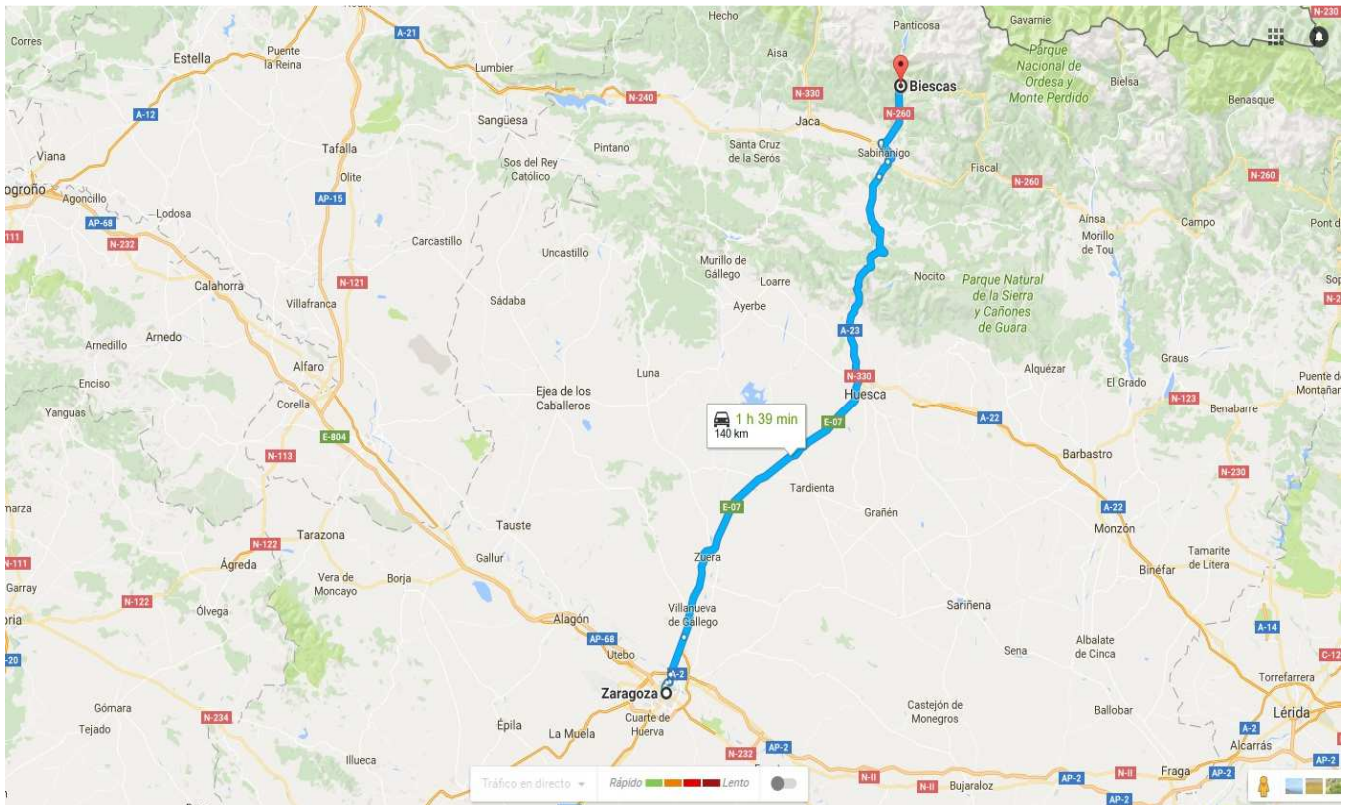 N-230
Hecho
Panticosa
Gavarnie
Corres
Estella
Puente
la Reina
A-21
Lumbier
Aisa
Parque
Nacional de
Ordesa y
Monte Perdido
Bielsa
Benasque
Biescas
N-240
N-330
N-260
A-12
Sangüesa
Jaca
Tafalla
Pintano
Santa Cruz
de la Serós
Sabiñánigo
Viana
Olite
Sos del Rey
Católico
Fiscal
N-260
N-260
Agoncillo
AP-15
Lodosa
AP-68
Aínsa
Campo
N-232
Carcastillo
Uncastillo
Morillo
de Tou
Murillo de
Gállego
Loarre
Nocito
Parque Natural
de la Sierra
y Cañones
de Guara
Calahorra
N-121
Villafranca
Sádaba
Ayerbe
Arnedillo
Arnedo
A-23
Alfaro
Luna
N-330
Alquézar
Graus
El Grado
Enciso
Ejea de los
Caballeros
Huesca
N-123
Yanguas
Corella
Benabarre
1 h 39 min
140 km
E-07
A-22
E-804
N-113
Barbastro
N-230
Tardienta
E-07
Grañén
A-22
Tauste
Monzón
Tarazona
N-122
Zuera
Ágreda
Gallur
Tamarite
de Litera
N-111
Garray
Vera de
Moncayo
Borja
Binéfar
N-122
Ólvega
Villanueva
de Gállego
Sariñena
Alagón
A-14
AP-68
Albalate
de Cinca
Utebo
Sena
A-2
Torrefarrera
Zaragoza
Gómara
N-234
Épila
Cuarte de
Huerva
Castejón de
Monegros
Ballobar
Lérida
Tejado
La Muela
A-2
N-232
AP-2
Alcarrás
Illueca
Fraga
AP-2
AP-2
N-II
N-II
Bujaraloz
AP-2
N-II
Tráfico en directo
Rápido
Lento